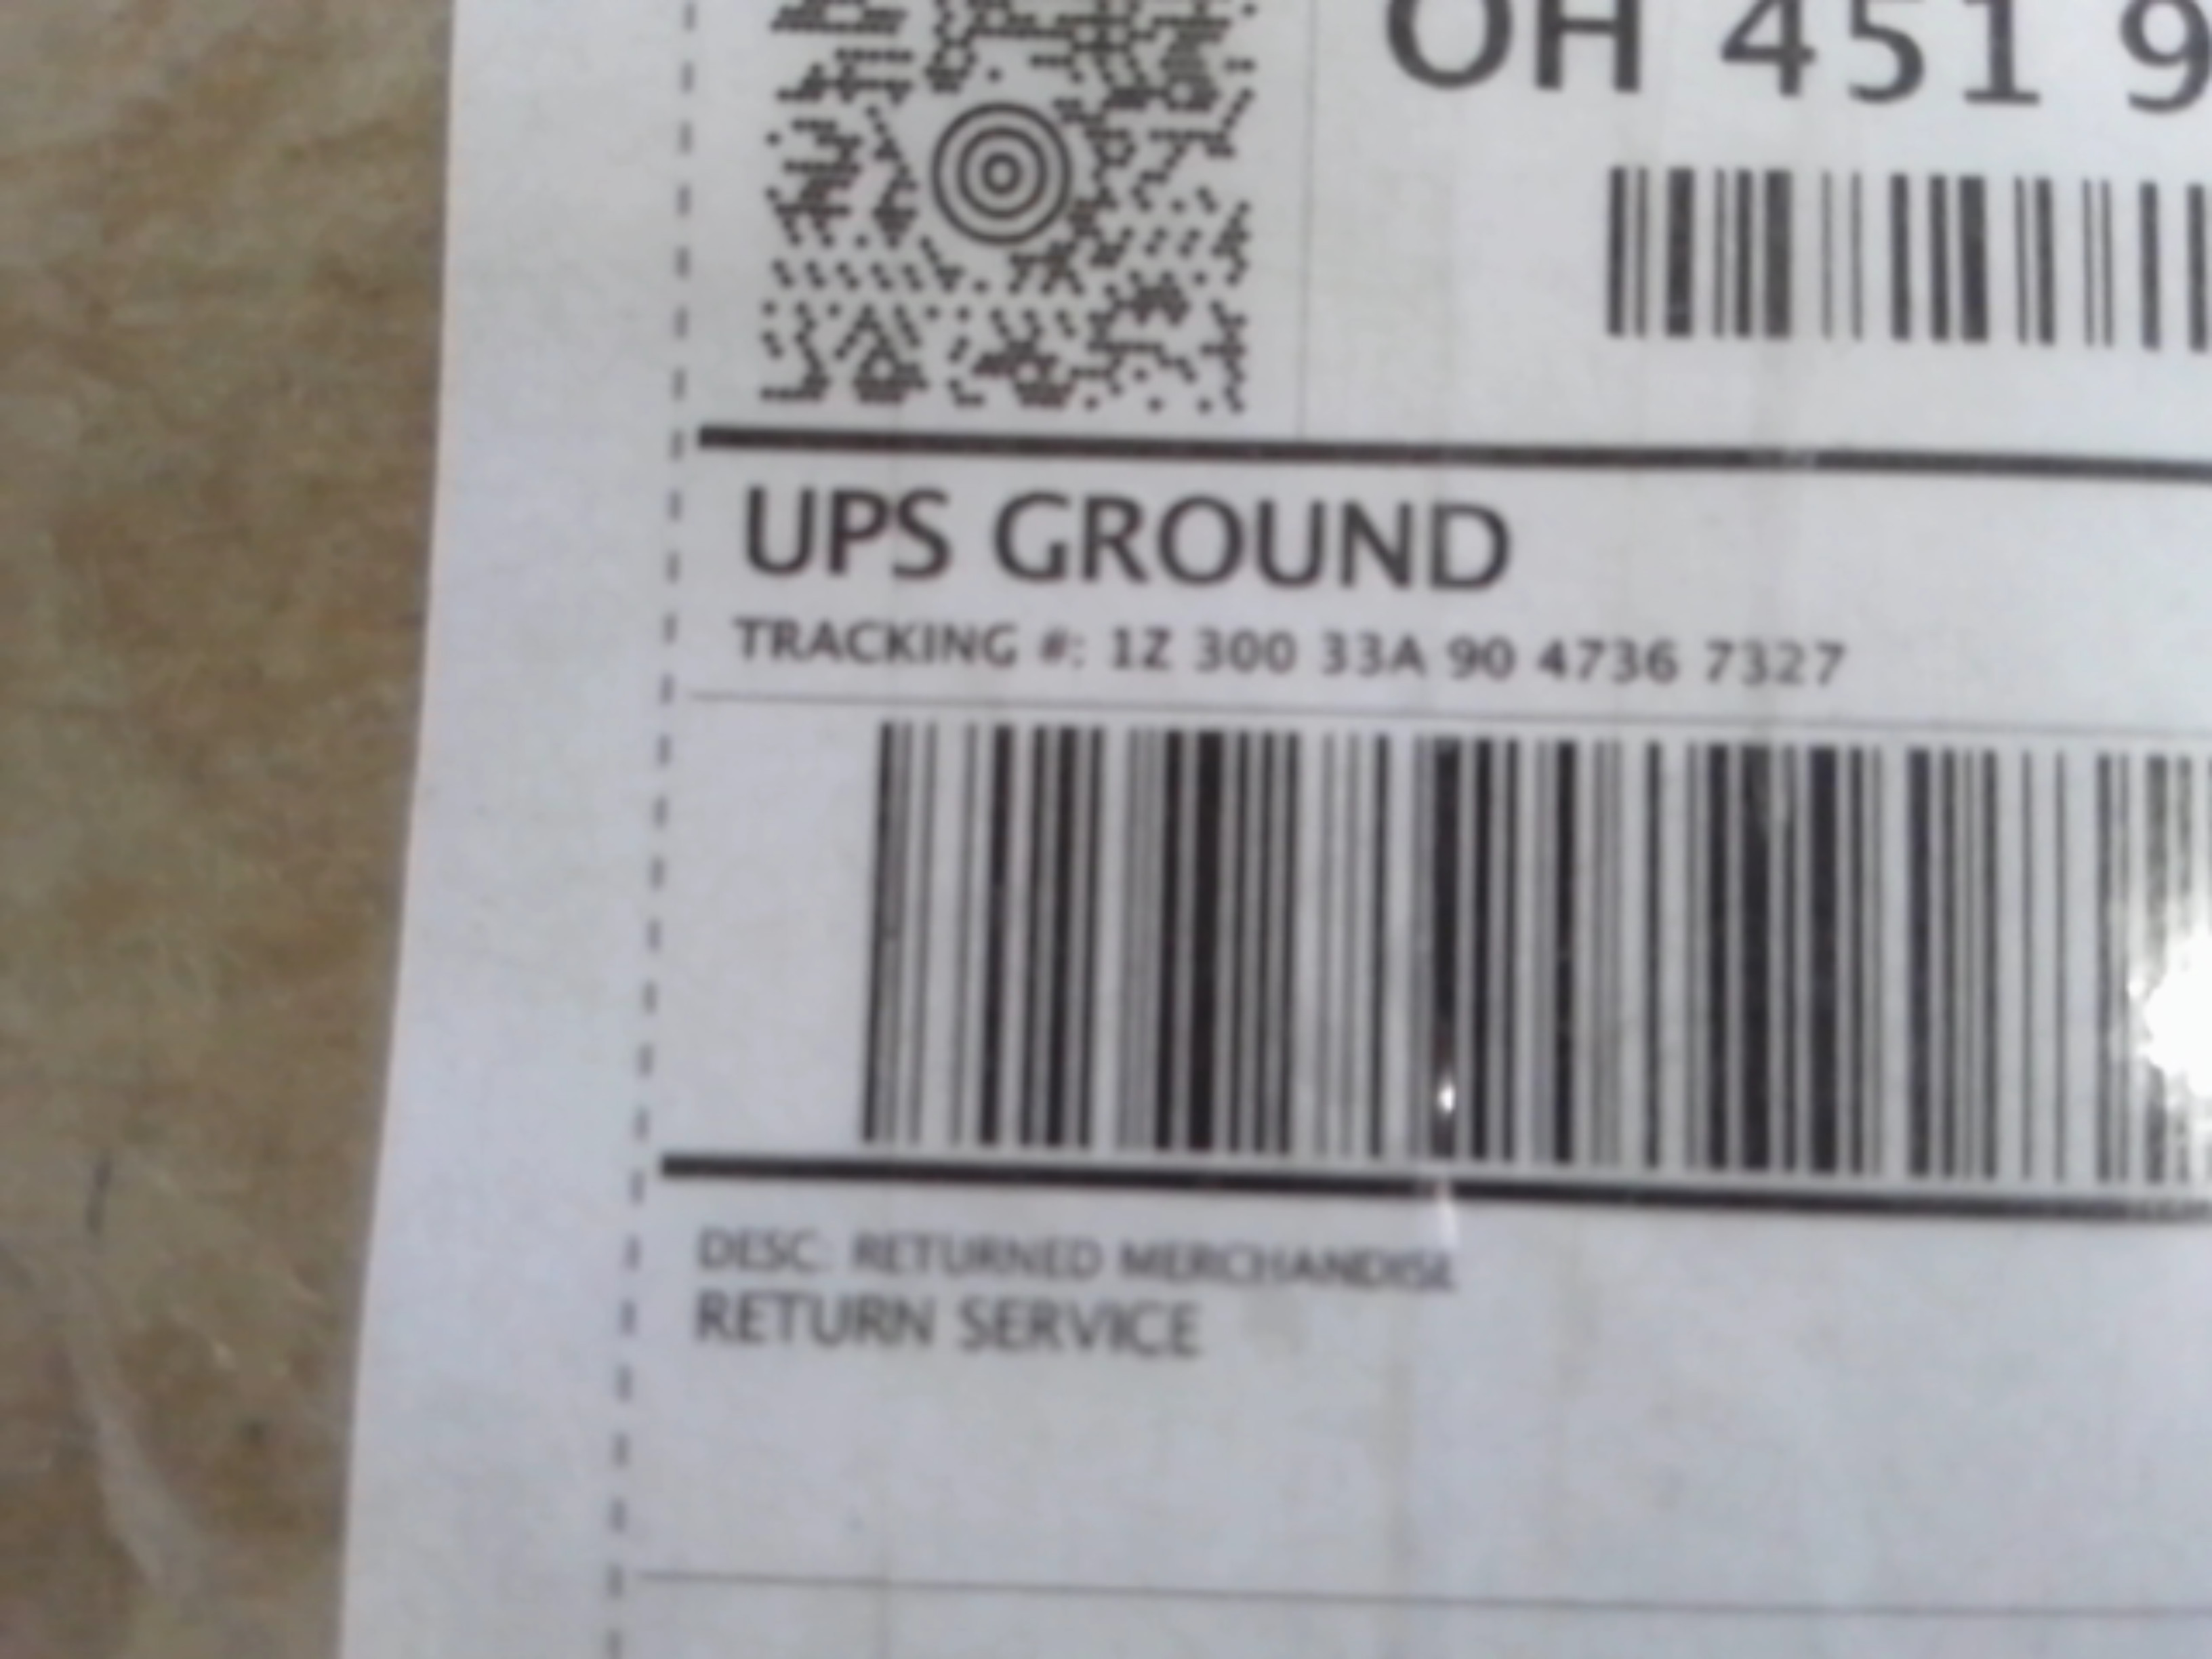 OH 451 9
UPS GROUND
TRACKING #: 1Z 300 33A 90 4736 7327
DESC: RETURNED MERCHANDISE
RETURN SERVICE